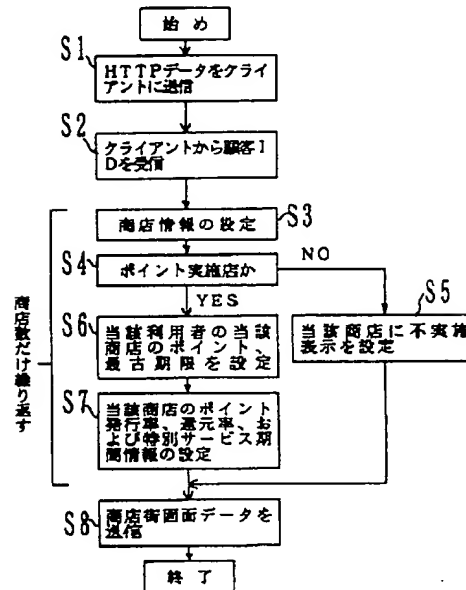 始め
S1
HTTPデータをケライ
アントに送信
S2
クライアントから顧客I
Dを受信
商店情報の設定
S3
S4
ポイント実施店か
NO
YES
S5
当該商店に不実施
表示を設定
S6
当該利用者の当該
商店のポイント、
最古期限を設定
S7
当該商店のポイント
発行率、還元率、お
よび特別サービス期
間情報の設定
商店数だけ繰り返す
S8
商店街画面データを
送信
終了